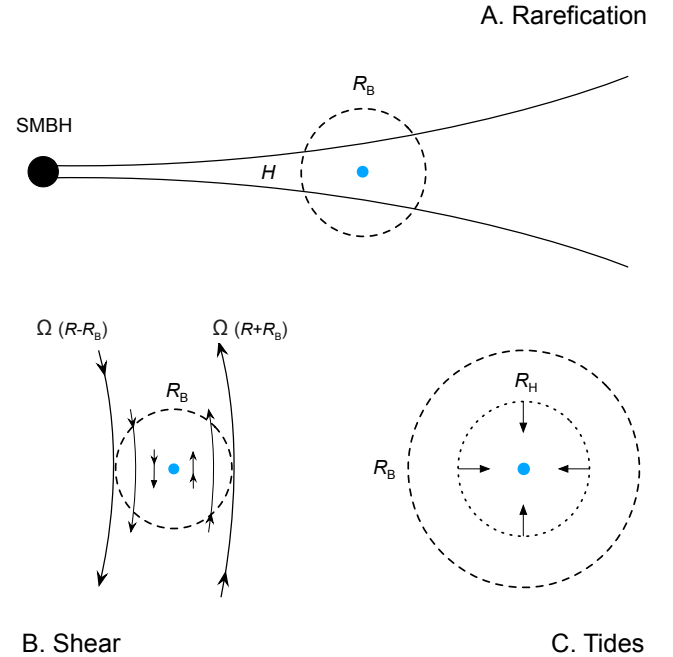 A. Rarefication
R_B
SMBH
H
Ω (R-R_B)
Ω (R+R_B)
R_B
R_H
R_B
B. Shear
C. Tides